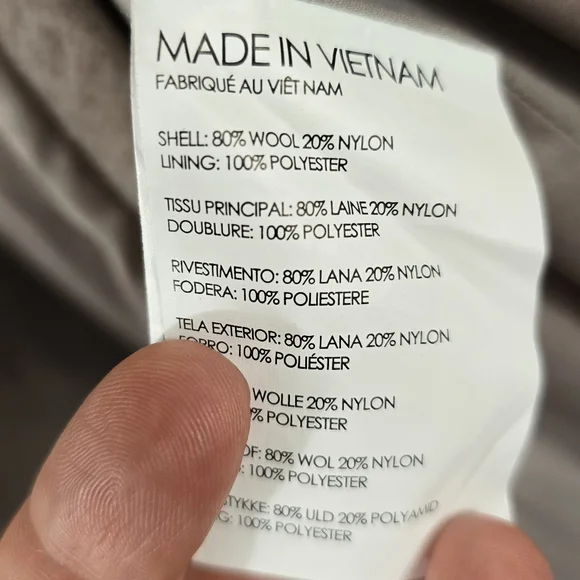 MADE IN VIETNAM
FABRIQUÉ AU VIÊT NAM
SHELL: 80% WOOL 20% NYLON
LINING: 100% POLYESTER
TISSU PRINCIPAL: 80% LAINE 20% NYLON
DOUBLURE: 100% POLYESTER
RIVESTIMENTO: 80% LANA 20% NYLON
FODERA: 100% POLIESTERE
TELA EXTERIOR: 80% LANA 20% NYLON
FORRO: 100% POLIÉSTER
WOLLE 20% NYLON
% POLYESTER
OF: 80% WOL 20% NYLON
: 100% POLYESTER
STYKKE: 80% ULD 20% POLYAMID
G: 100% POLYESTER